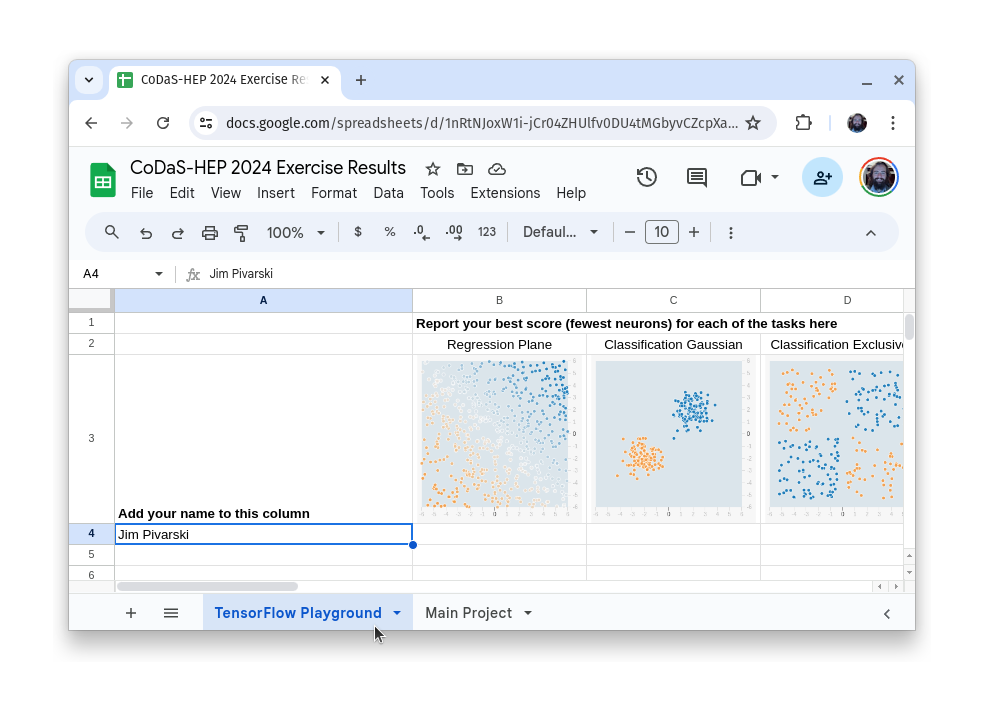 CoDaS-HEP 2024 Exercise Re
docs.google.com/spreadsheets/d/1nRtNJoxW1i-jCr04ZHUlfv0DU4tMGbyvCZcpXa...
CoDaS-HEP 2024 Exercise Results
File Edit View Insert Format Data Tools Extensions Help
100% $ % .0 .00 123 Defaul... 10
A4 fx Jim Pivarski
A B C D
1 Report your best score (fewest neurons) for each of the tasks here
2 Regression Plane Classification Gaussian Classification Exclusive
3 Add your name to this column
4 Jim Pivarski
5
6
TensorFlow Playground Main Project